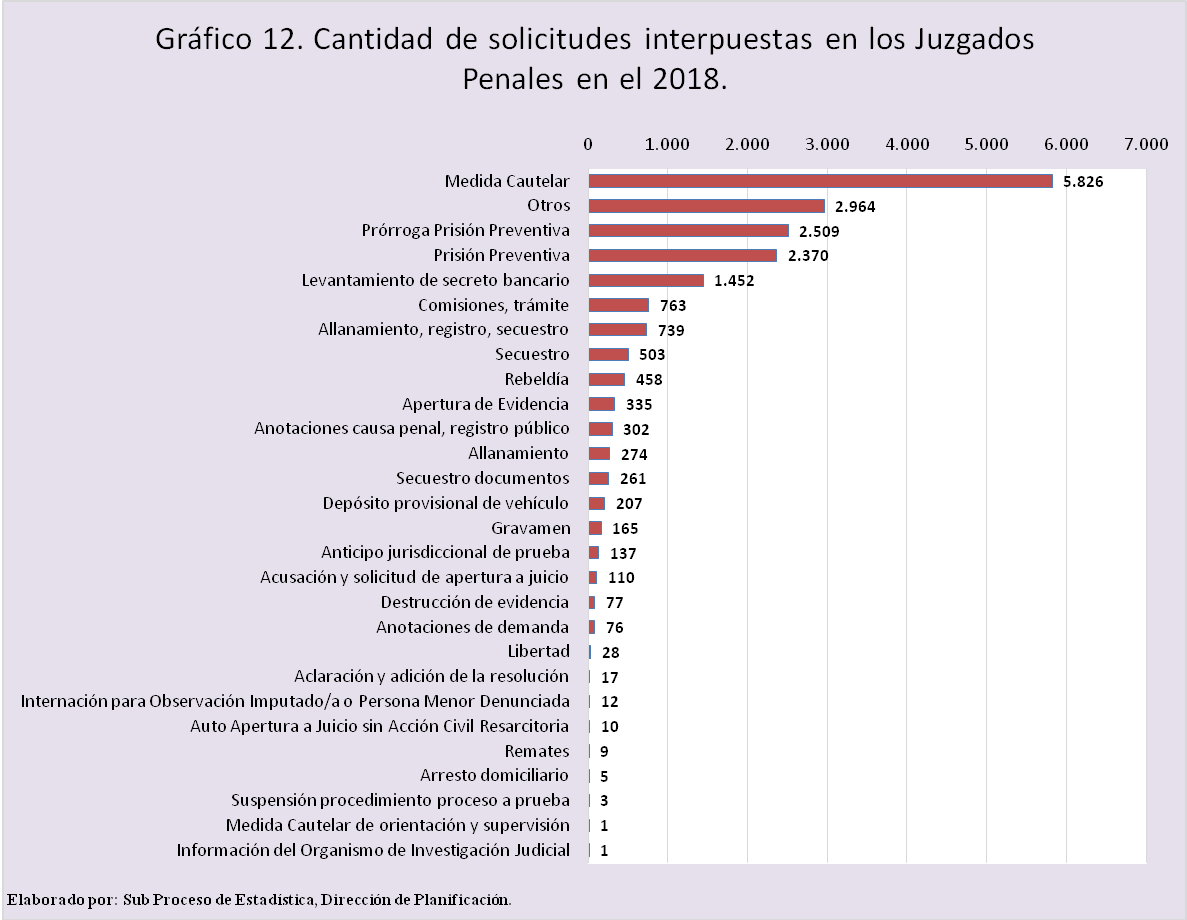 Gráfico 12. Cantidad de solicitudes interpuestas en los Juzgados
Penales en el 2018.
0 1.000 2.000 3.000 4.000 5.000 6.000 7.000
Medida Cautelar 5.826
Otros 2.964
Prórroga Prisión Preventiva 2.509
Prisión Preventiva 2.370
Levantamiento de secreto bancario 1.452
Comisiones, trámite 763
Allanamiento, registro, secuestro 739
Secuestro 503
Rebeldía 458
Apertura de Evidencia 335
Anotaciones causa penal, registro público 302
Allanamiento 274
Secuestro documentos 261
Depósito provisional de vehículo 207
Gravamen 165
Anticipo jurisdiccional de prueba 137
Acusación y solicitud de apertura a juicio 110
Destrucción de evidencia 77
Anotaciones de demanda 76
Libertad 28
Aclaración y adición de la resolución 17
Internación para Observación Imputado/a o Persona Menor Denunciada 12
Auto Apertura a Juicio sin Acción Civil Resarcitoria 10
Remates 9
Arresto domiciliario 5
Suspensión procedimiento proceso a prueba 3
Medida Cautelar de orientación y supervisión 1
Información del Organismo de Investigación Judicial 1
Elaborado por: Sub Proceso de Estadística, Dirección de Planificación.